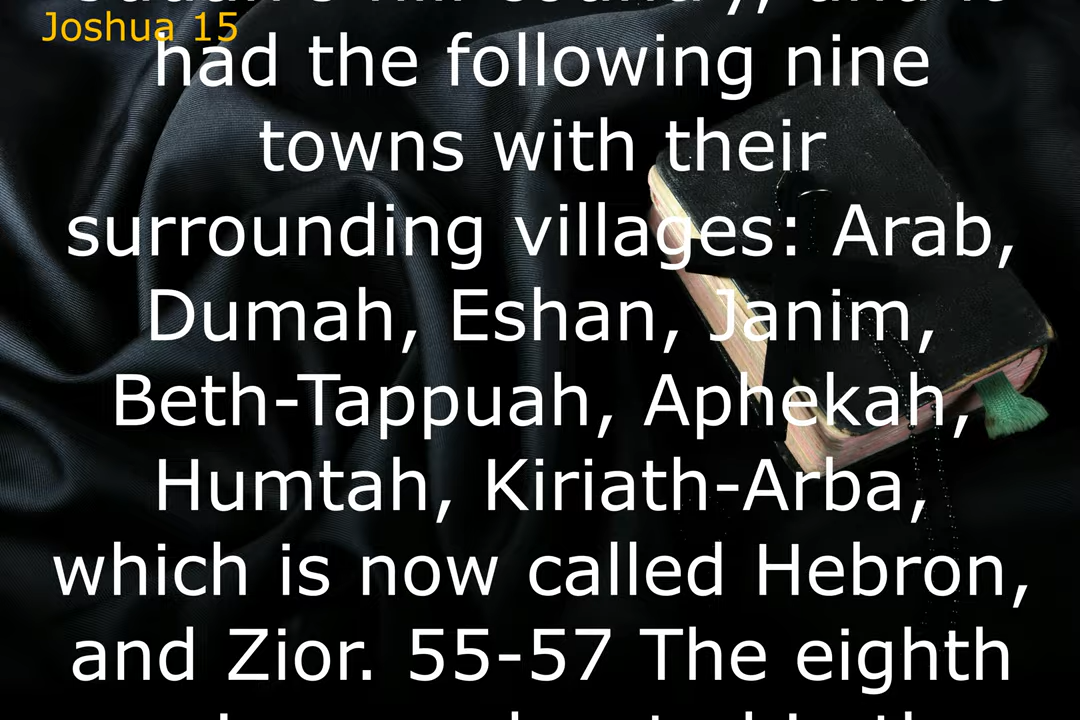 Joshua 15
had the following nine
towns with their
surrounding villages: Arab,
Dumah, Eshan, Janim,
Beth-Tappuah, Aphekah,
Humtah, Kiriath-Arba,
which is now called Hebron,
and Zior. 55-57 The eighth